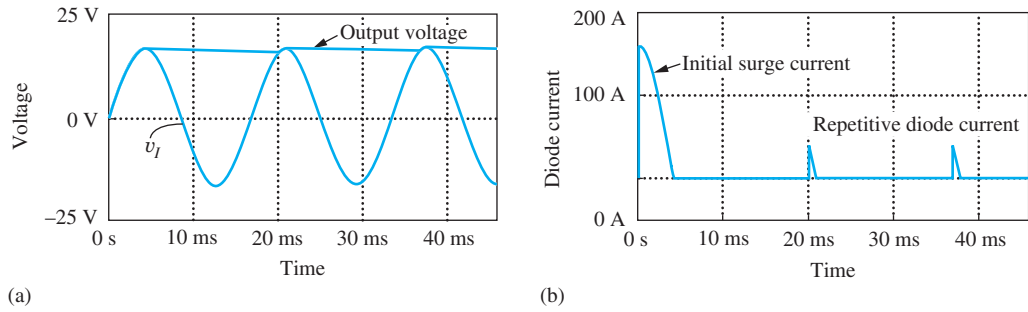 25 V
Output voltage
Voltage
0 V
v_I
–25 V
0 s
10 ms
20 ms
30 ms
40 ms
Time
(a)
200 A
Initial surge current
Diode current
100 A
Repetitive diode current
0 A
0 s
10 ms
20 ms
30 ms
40 ms
Time
(b)